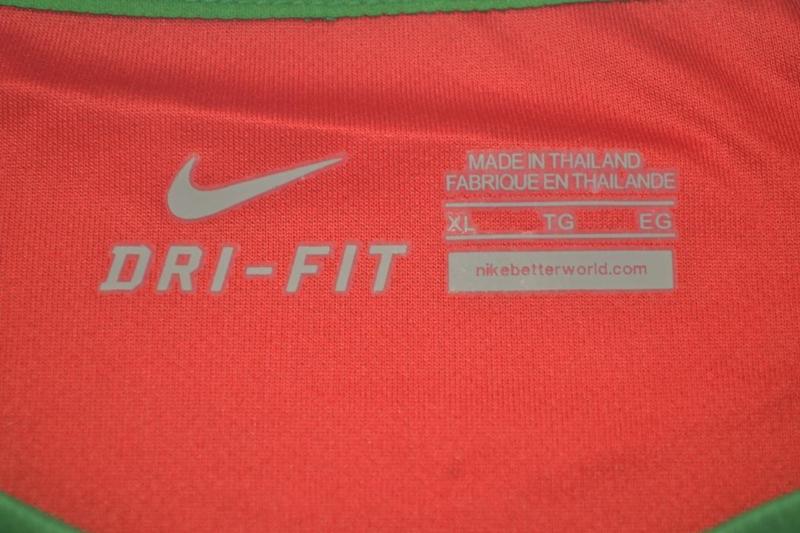 DRI-FIT
MADE IN THAILAND
FABRIQUE EN THAILANDE
XL TG EG
nikebetterworld.com